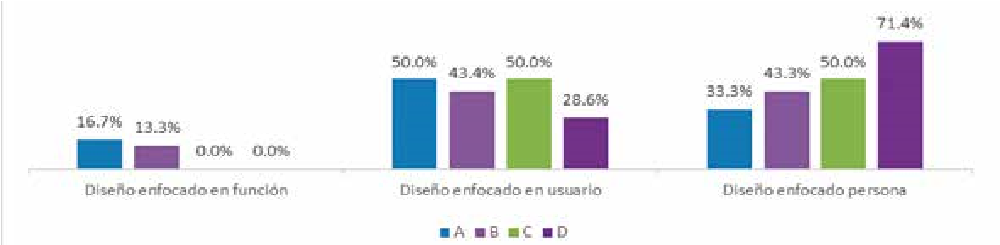 71.4%
50.0% 43.4% 50.0% 28.6%
33.3% 43.3% 50.0%
16.7% 13.3% 0.0% 0.0%
Diseño enfocado en función Diseño enfocado en usuario Diseño enfocado persona
A B C D